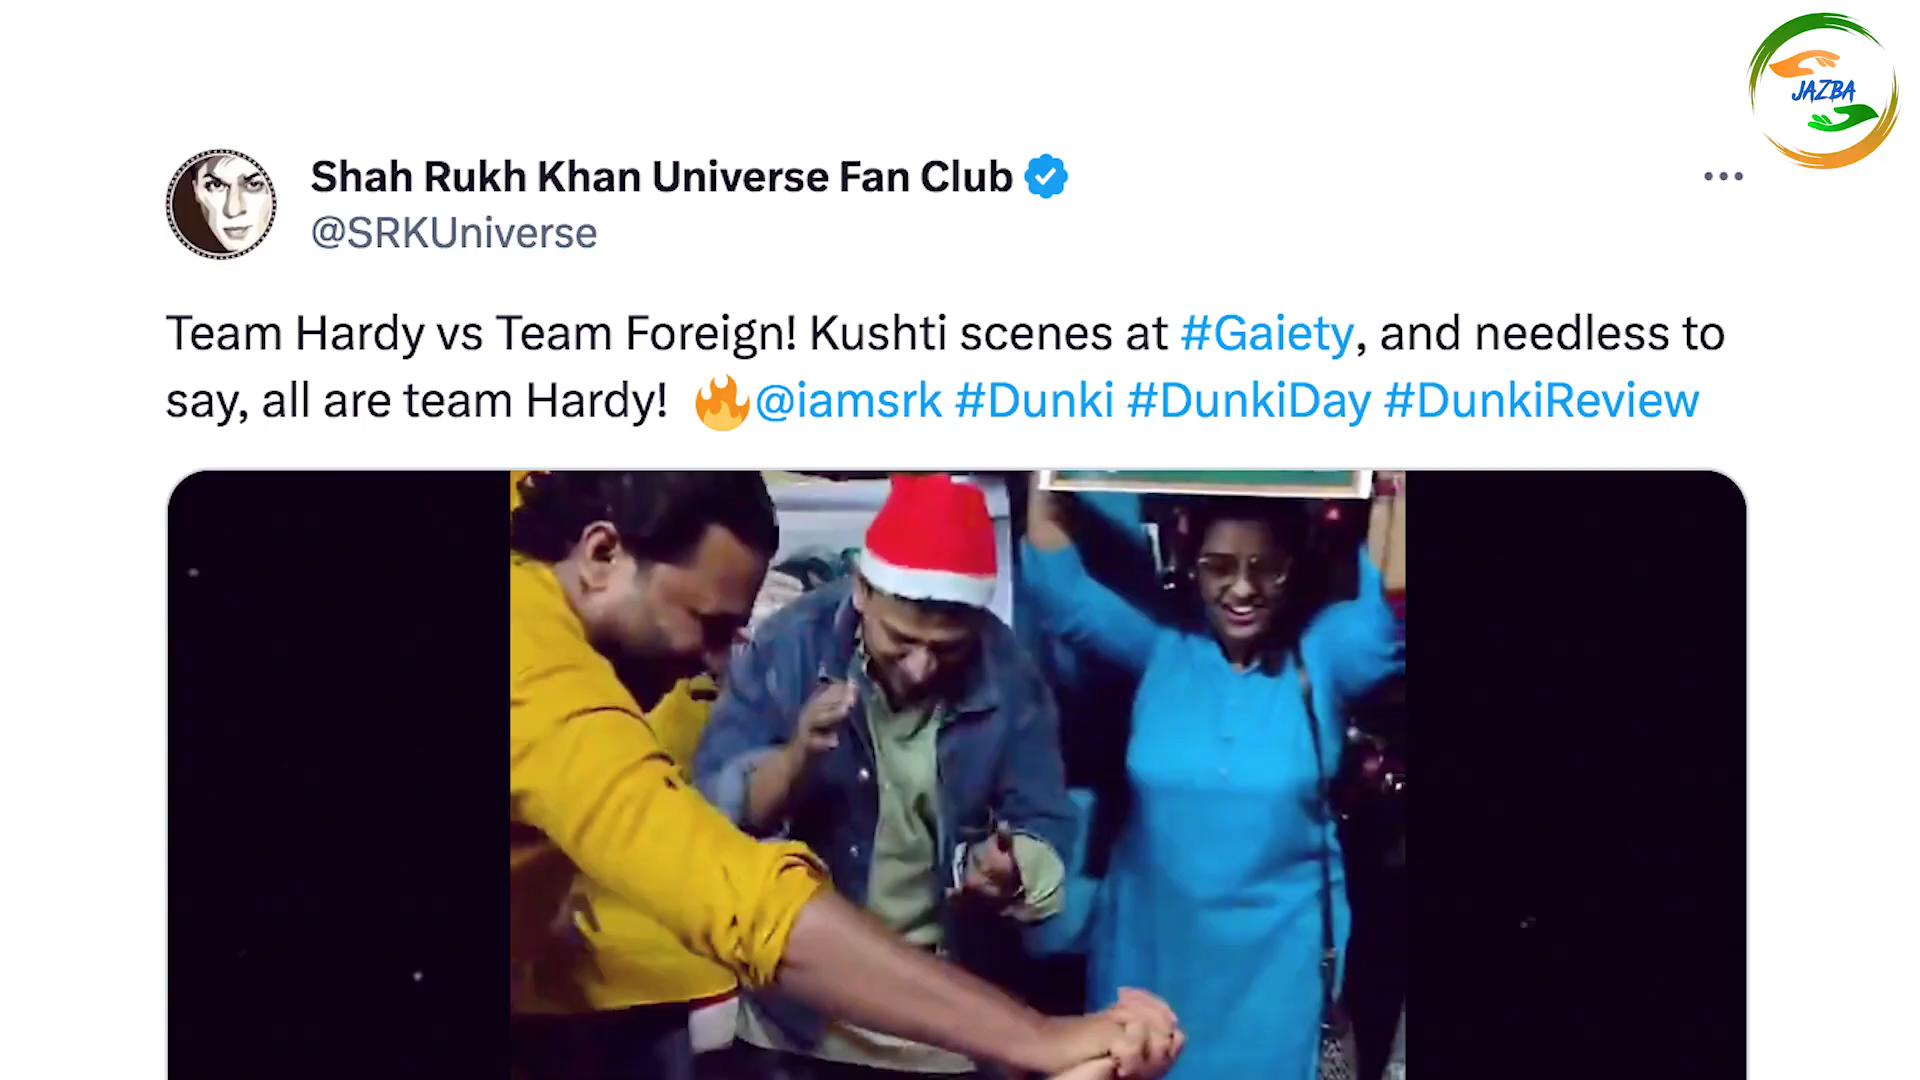 JAZBA
Shah Rukh Khan Universe Fan Club
@SRKUniverse
Team Hardy vs Team Foreign! Kushti scenes at #Gaiety, and needless to
say, all are team Hardy! 🔥@iamsrk #Dunki #DunkiDay #DunkiReview